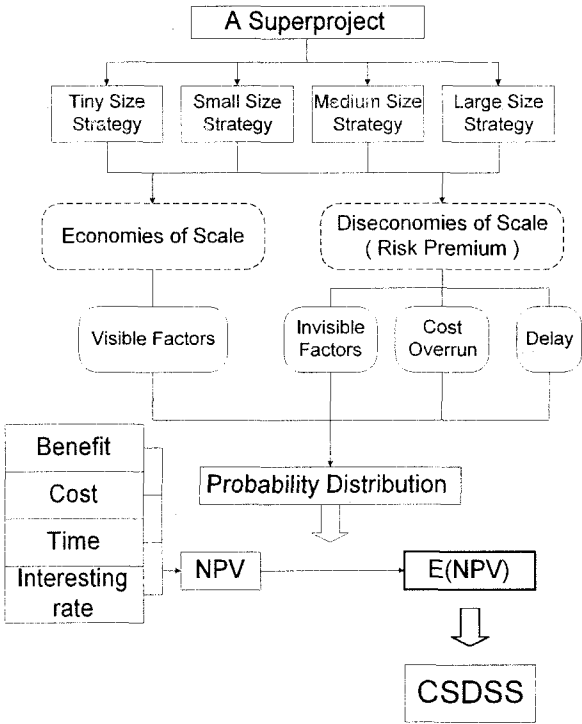 A Superproject
Tiny Size
Strategy
Small Size
Strategy
Medium Size
Strategy
Large Size
Strategy
Economies of Scale
Diseconomies of Scale
( Risk Premium )
Visible Factors
Invisible
Factors
Cost
Overrun
Delay
Benefit
Cost
Time
Interesting
rate
Probability Distribution
NPV
E(NPV)
CSDSS